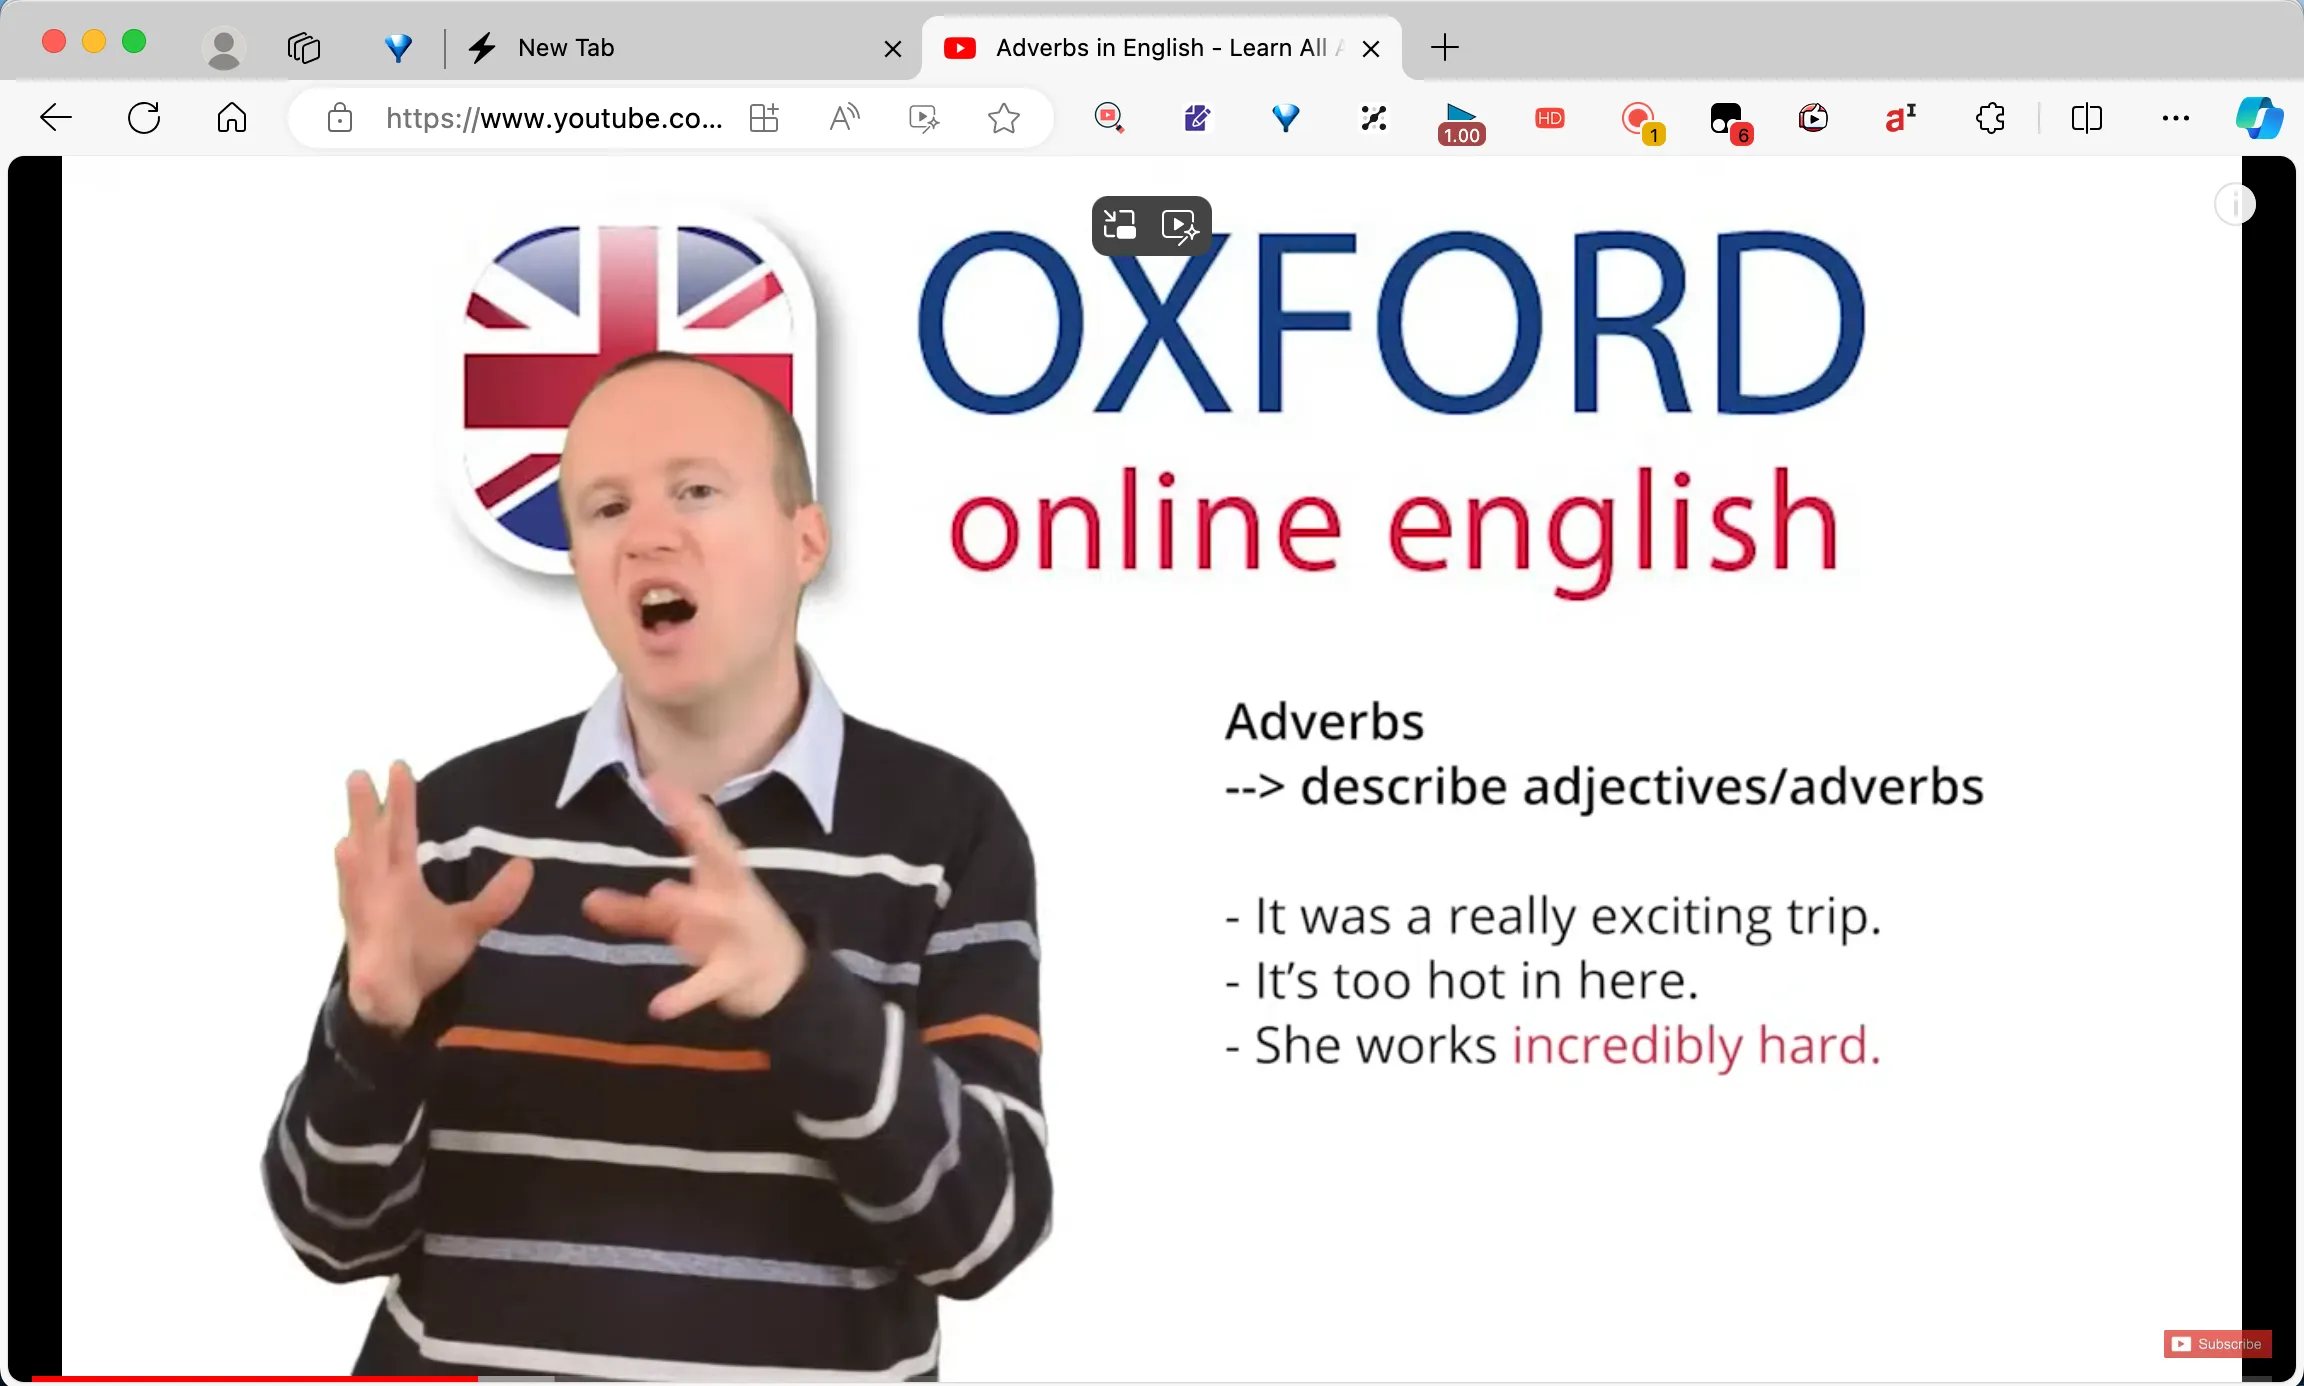 New Tab
Adverbs in English - Learn All A
https://www.youtube.co...
1.00
HD
1
6
OXFORD
online english
Adverbs
--> describe adjectives/adverbs
- It was a really exciting trip.
- It's too hot in here.
- She works incredibly hard.
Subscribe